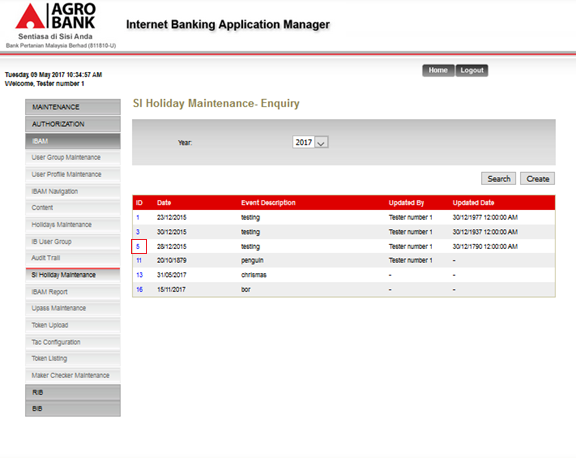 AGRO
BANK
Sentiasa di Sisi Anda
Bank Pertanian Malaysia Berhad (811810-U)
Internet Banking Application Manager
Tuesday, 09 May 2017 10:34:57 AM
Welcome, Tester number 1
Home Logout
MAINTENANCE
AUTHORIZATION
IBAM
User Group Maintenance
User Profile Maintenance
IBAM Navigation
Content
Holidays Maintenance
IB User Group
Audit Trail
SI Holiday Maintenance
IBAM Report
Upass Maintenance
Token Upload
Tac Configuration
Token Listing
Maker Checker Maintenance
RIB
BIB
SI Holiday Maintenance- Enquiry
Year: 2017
Search Create
ID Date Event Description Updated By Updated Date
1 23/12/2015 testing Tester number 1 30/12/1977 12:00:00 AM
3 30/12/2015 testing Tester number 1 30/12/1937 12:00:00 AM
5 28/12/2015 testing Tester number 1 30/12/1790 12:00:00 AM
11 20/10/1879 penguin Tester number 1 -
13 31/05/2017 chrismas - -
16 15/11/2017 bor - -